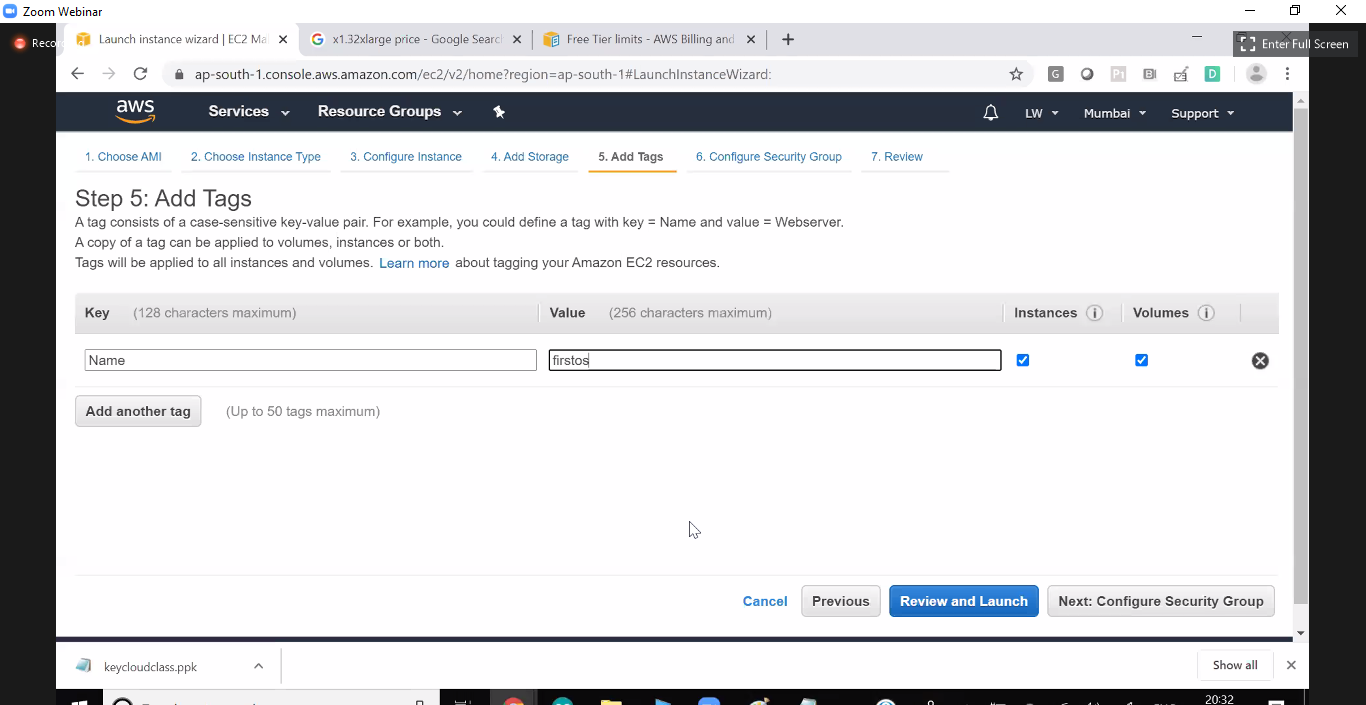 Zoom Webinar
Launch instance wizard | EC2 Ma
x1.32xlarge price - Google Searc
Free Tier limits - AWS Billing and
Enter Full Screen
ap-south-1.console.aws.amazon.com/ec2/v2/home?region=ap-south-1#LaunchInstanceWizard:
aws
Services
Resource Groups
LW
Mumbai
Support
1. Choose AMI
2. Choose Instance Type
3. Configure Instance
4. Add Storage
5. Add Tags
6. Configure Security Group
7. Review
Step 5: Add Tags
A tag consists of a case-sensitive key-value pair. For example, you could define a tag with key = Name and value = Webserver.
A copy of a tag can be applied to volumes, instances or both.
Tags will be applied to all instances and volumes. Learn more about tagging your Amazon EC2 resources.
Key (128 characters maximum)
Value (256 characters maximum)
Instances
Volumes
Name
firstos
Add another tag
(Up to 50 tags maximum)
Cancel
Previous
Review and Launch
Next: Configure Security Group
keycloudclass.ppk
Show all
20:32